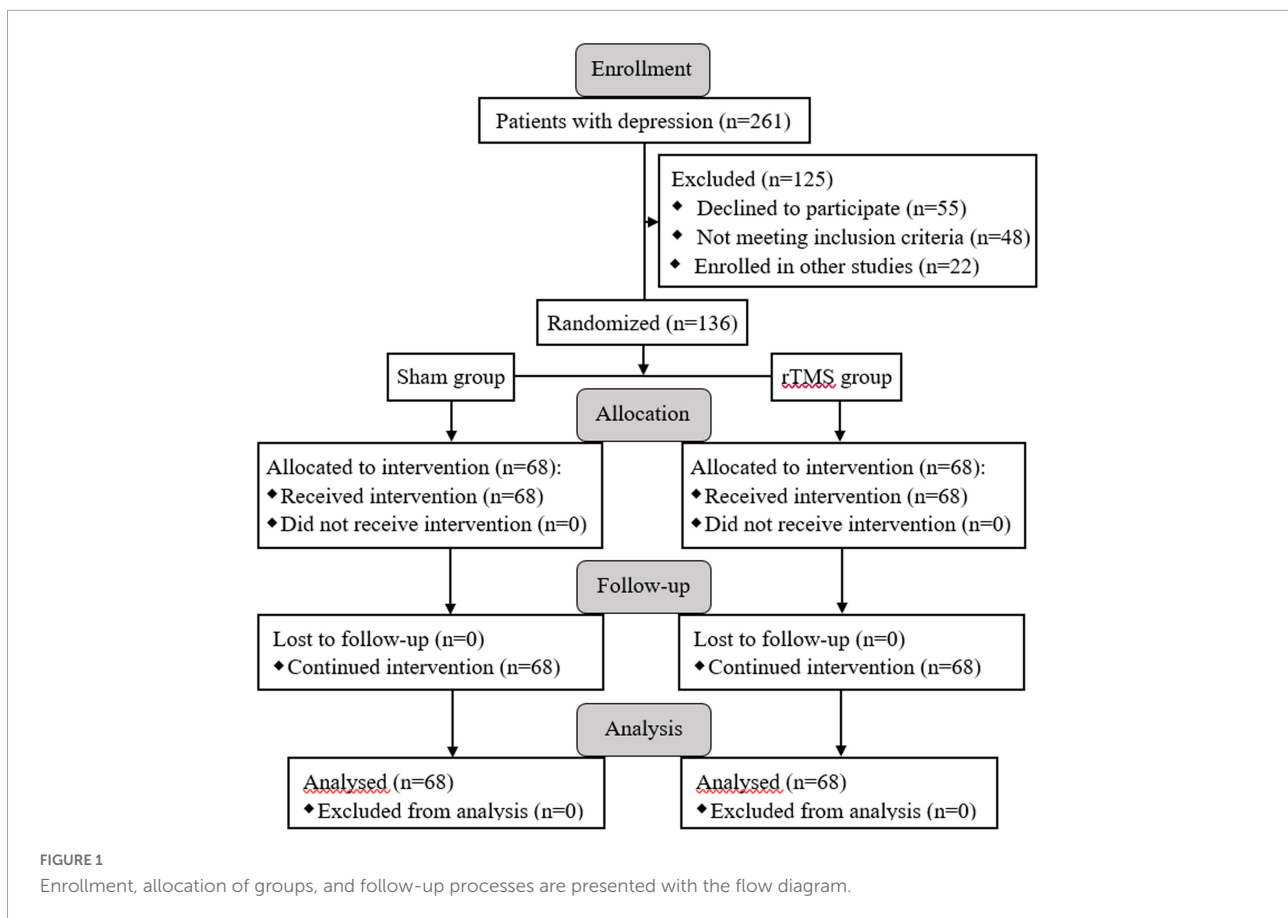 Enrollment
Patients with depression (n=261)
Excluded (n=125)
◆ Declined to participate (n=55)
◆ Not meeting inclusion criteria (n=48)
◆ Enrolled in other studies (n=22)
Randomized (n=136)
Sham group
rTMS group
Allocation
Allocated to intervention (n=68):
◆Received intervention (n=68)
◆Did not receive intervention (n=0)
Allocated to intervention (n=68):
◆Received intervention (n=68)
◆Did not receive intervention (n=0)
Follow-up
Lost to follow-up (n=0)
◆Continued intervention (n=68)
Lost to follow-up (n=0)
◆Continued intervention (n=68)
Analysis
Analysed (n=68)
◆Excluded from analysis (n=0)
Analysed (n=68)
◆Excluded from analysis (n=0)
FIGURE 1
Enrollment, allocation of groups, and follow-up processes are presented with the flow diagram.